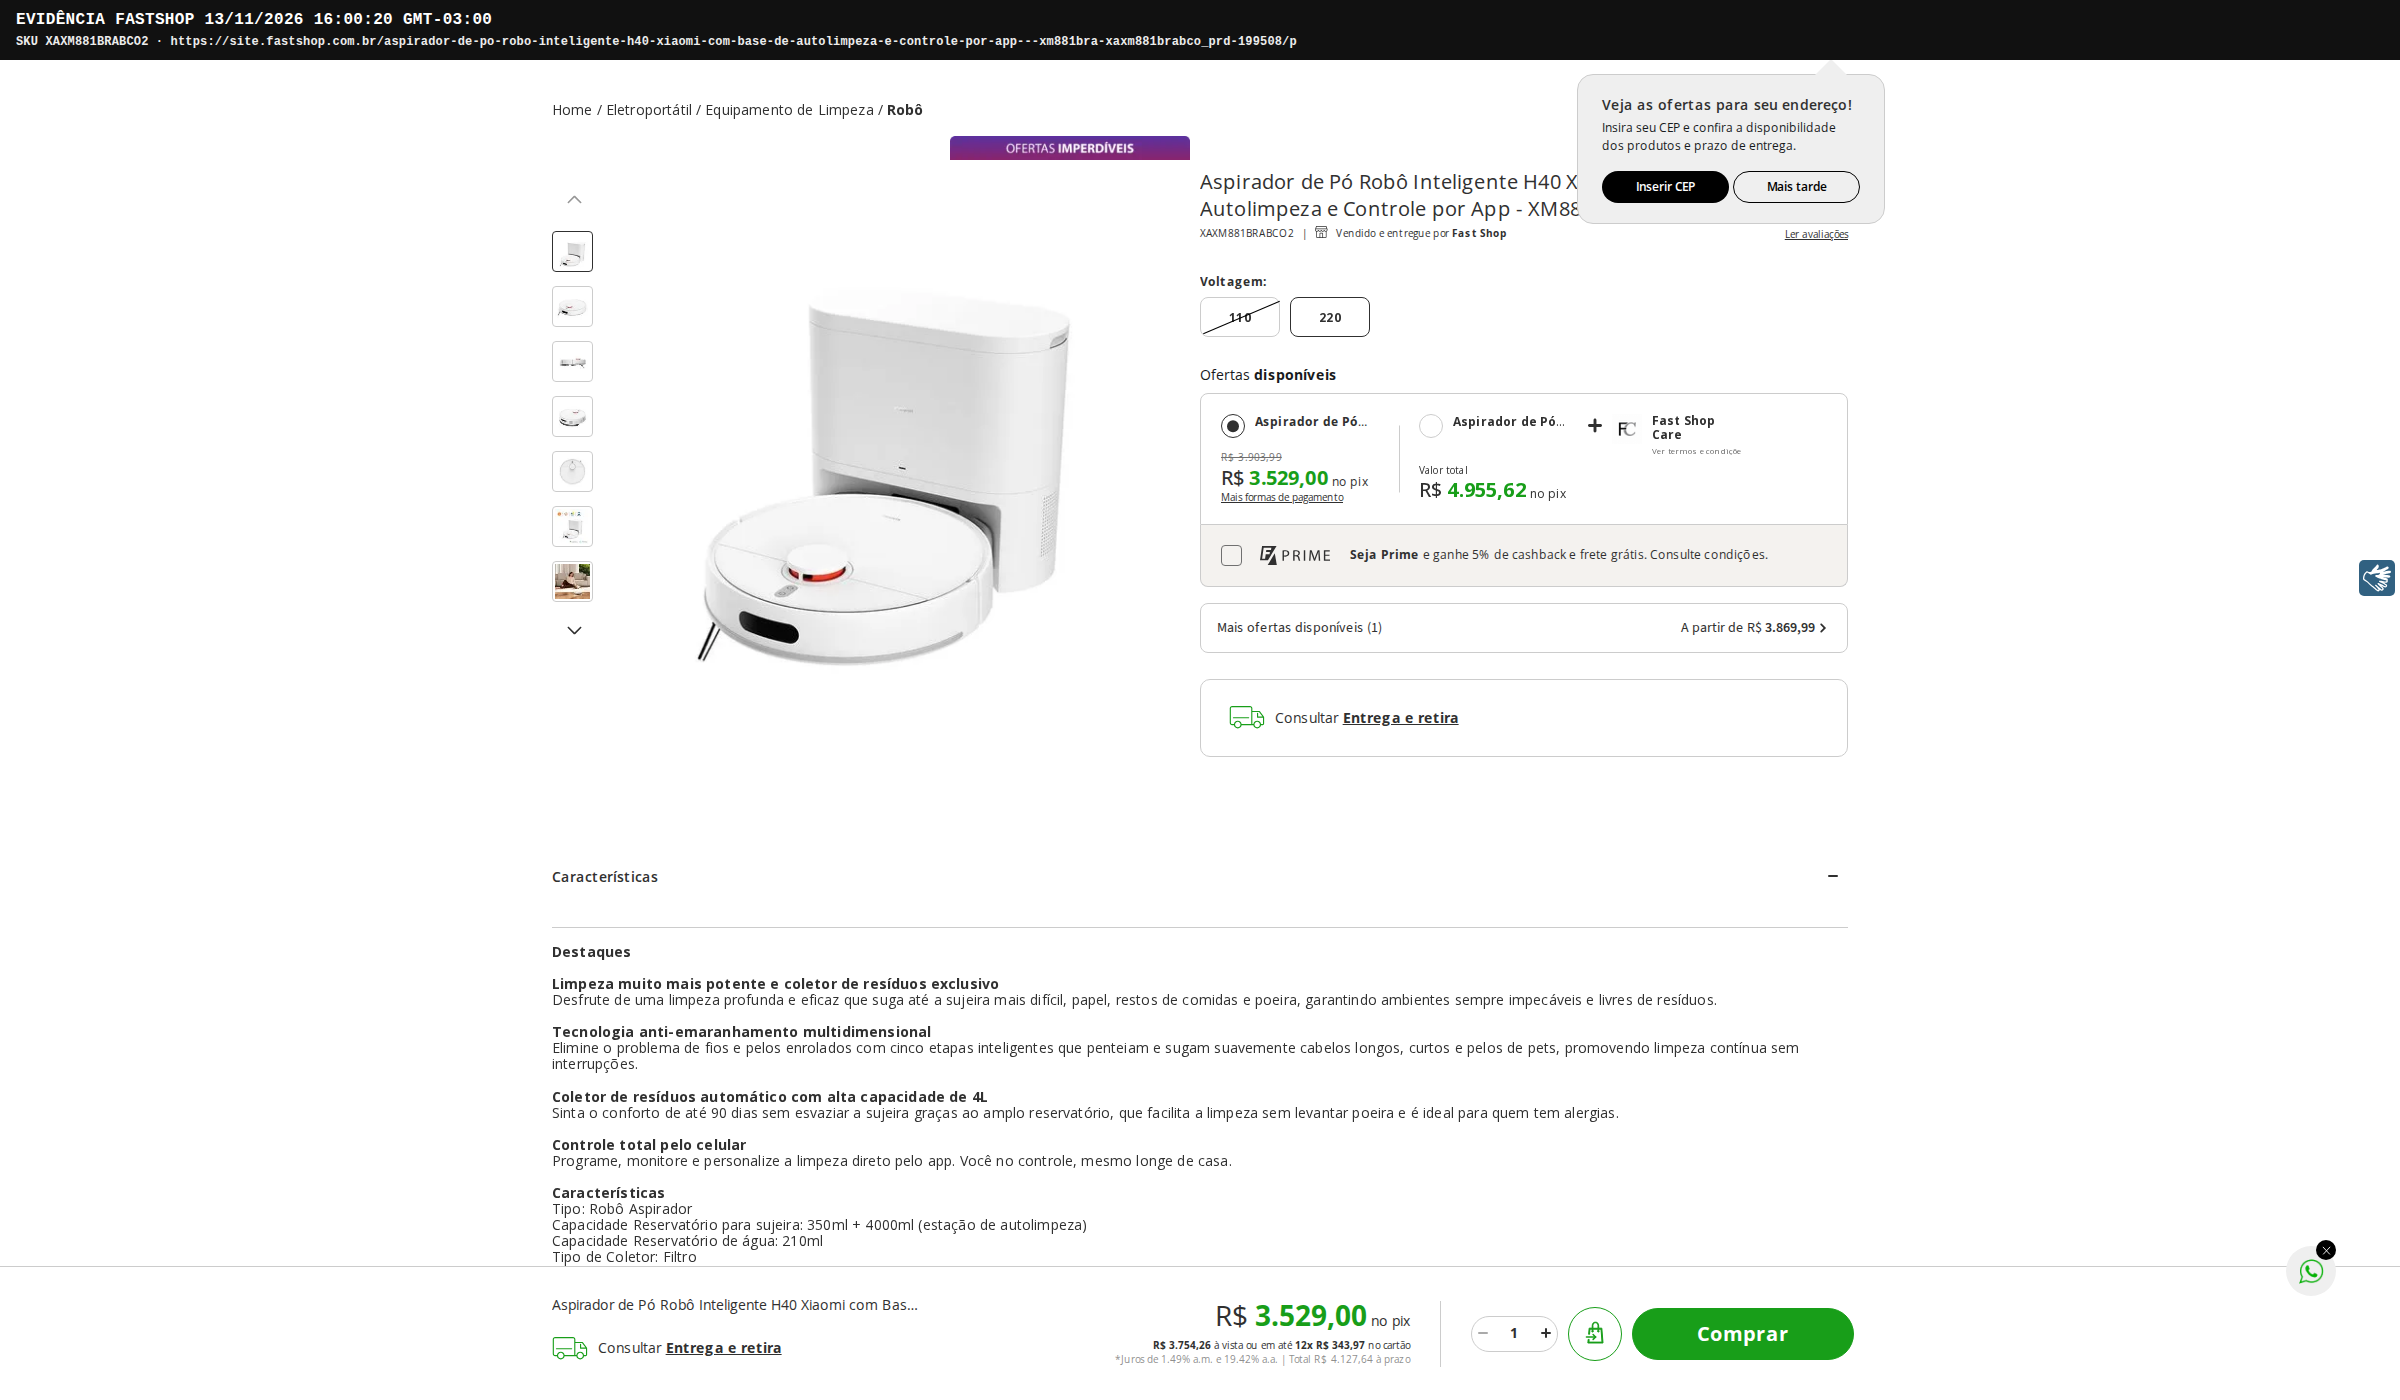 EVIDÊNCIA FASTSHOP 13/11/2026 16:00:20 GMT-03:00
SKU XAXM881BRABCO2 · https://site.fastshop.com.br/aspirador-de-po-robo-inteligente-h40-xiaomi-com-base-de-autolimpeza-e-controle-por-app---xm881bra-xaxm881brabco_prd-199508/p
Home / Eletroportátil / Equipamento de Limpeza / Robô
Veja as ofertas para seu endereço!
Insira seu CEP e confira a disponibilidade
dos produtos e prazo de entrega.
Inserir CEP
Mais tarde
OFERTAS IMPERDÍVEIS
Aspirador de Pó Robô Inteligente H40 X
Autolimpeza e Controle por App - XM88
XAXM881BRABCO2 | Vendido e entregue por Fast Shop
Ler avaliações
Voltagem:
110
220
Ofertas disponíveis
Aspirador de Pó...
R$ 3.903,99
R$ 3.529,00 no pix
Mais formas de pagamento
Aspirador de Pó...
+
FC
Fast Shop
Care
Ver termos e condiçõe
Valor total
R$ 4.955,62 no pix
PRIME
Seja Prime e ganhe 5% de cashback e frete grátis. Consulte condições.
Mais ofertas disponíveis (1)
A partir de R$ 3.869,99
Consultar Entrega e retira
Características
Destaques
Limpeza muito mais potente e coletor de resíduos exclusivo
Desfrute de uma limpeza profunda e eficaz que suga até a sujeira mais difícil, papel, restos de comidas e poeira, garantindo ambientes sempre impecáveis e livres de resíduos.
Tecnologia anti-emaranhamento multidimensional
Elimine o problema de fios e pelos enrolados com cinco etapas inteligentes que penteiam e sugam suavemente cabelos longos, curtos e pelos de pets, promovendo limpeza contínua sem
interrupções.
Coletor de resíduos automático com alta capacidade de 4L
Sinta o conforto de até 90 dias sem esvaziar a sujeira graças ao amplo reservatório, que facilita a limpeza sem levantar poeira e é ideal para quem tem alergias.
Controle total pelo celular
Programe, monitore e personalize a limpeza direto pelo app. Você no controle, mesmo longe de casa.
Características
Tipo: Robô Aspirador
Capacidade Reservatório para sujeira: 350ml + 4000ml (estação de autolimpeza)
Capacidade Reservatório de água: 210ml
Tipo de Coletor: Filtro
Aspirador de Pó Robô Inteligente H40 Xiaomi com Bas...
Consultar Entrega e retira
R$ 3.529,00 no pix
R$ 3.754,26 à vista ou em até 12x R$ 343,97 no cartão
*Juros de 1.49% a.m. e 19.42% a.a. | Total R$ 4.127,64 à prazo
− 1 +
Comprar